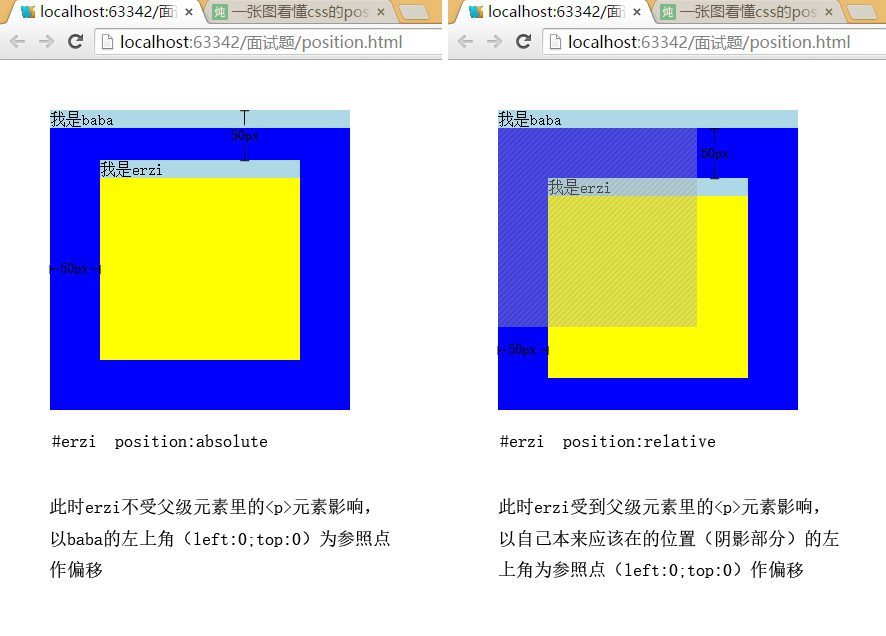 localhost:63342/面
一张图看懂css的pos
localhost:63342/面试题/position.html
我是baba
50px
我是erzi
50px
#erzi position:absolute
此时erzi不受父级元素里的<p>元素影响，
以baba的左上角（left:0;top:0）为参照点
作偏移
localhost:63342/面
一张图看懂css的pos
localhost:63342/面试题/position.html
我是baba
50px
我是erzi
50px
#erzi position:relative
此时erzi受到父级元素里的<p>元素影响，
以自己本来应该在的位置（阴影部分）的左
上角为参照点（left:0;top:0）作偏移